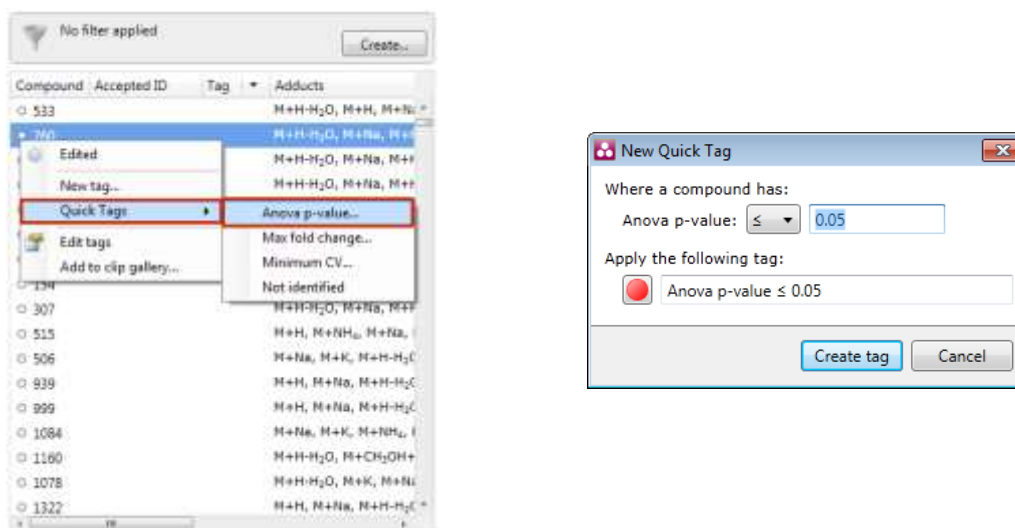 No filter applied
Create...
Compound Accepted ID Tag Adducts
533 M+H-H₂O, M+H, M+Na
760 M+H-H₂O, M+Na, M+H
Edited M+H-H₂O, M+Na, M+H
New tag... M+H-H₂O, M+Na, M+H
Quick Tags Anova p-value...
Max fold change...
Edit tags
Minimum CV...
Add to clip gallery...
Not identified
194
307 M+H-H₂O, M+Na, M+H
515 M+H, M+NH₄, M+Na,
506 M+Na, M+K, M+H-H₂O
939 M+H, M+Na, M+H-H₂O
999 M+H, M+Na, M+H-H₂O
1084 M+Na, M+K, M+NH₄,
1160 M+H-H₂O, M+CH₃OH+
1078 M+H-H₂O, M+K, M+Na
1322 M+H, M+Na, M+H-H₂O
New Quick Tag
Where a compound has:
Anova p-value: ≤ 0.05
Apply the following tag:
Anova p-value ≤ 0.05
Create tag Cancel